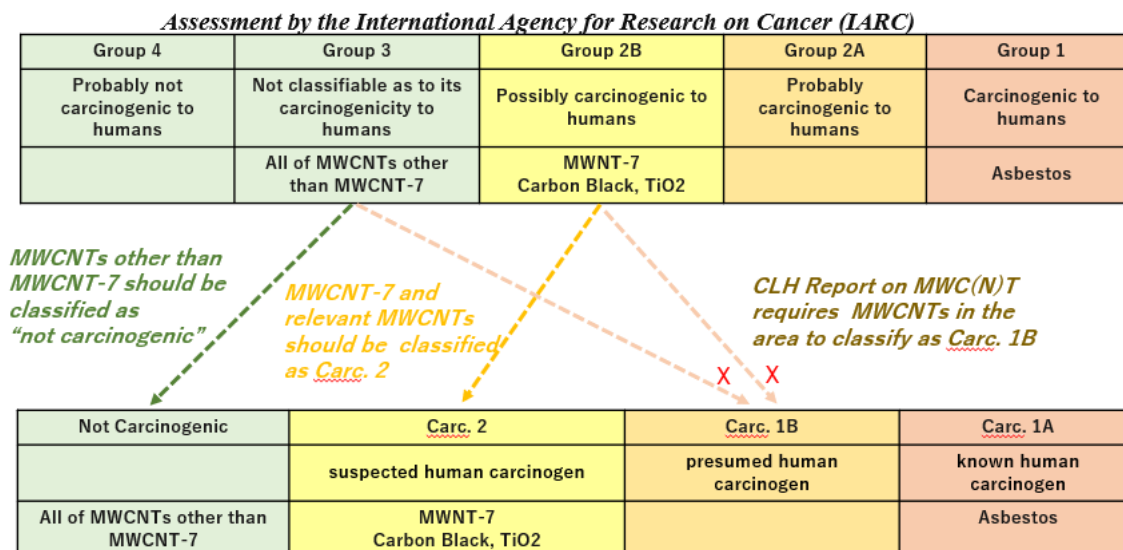 Assessment by the International Agency for Research on Cancer (IARC)
Group 4
Group 3
Group 2B
Group 2A
Group 1
Probably not
carcinogenic to
humans
Not classifiable as to its
carcinogenicity to
humans
Possibly carcinogenic to
humans
Probably
carcinogenic to
humans
Carcinogenic to
humans
All of MWCNTs other
than MWCNT-7
MWNT-7
Carbon Black, TiO2
Asbestos
MWCNTs other than
MWCNT-7 should be
classified as
“not carcinogenic”
MWCNT-7 and
relevant MWCNTs
should be classified
as Carc. 2
CLH Report on MWC(N)T
requires MWCNTs in the
area to classify as Carc. 1B
X
X
Not Carcinogenic
Carc. 2
Carc. 1B
Carc. 1A
suspected human carcinogen
presumed human
carcinogen
known human
carcinogen
All of MWCNTs other than
MWCNT-7
MWNT-7
Carbon Black, TiO2
Asbestos